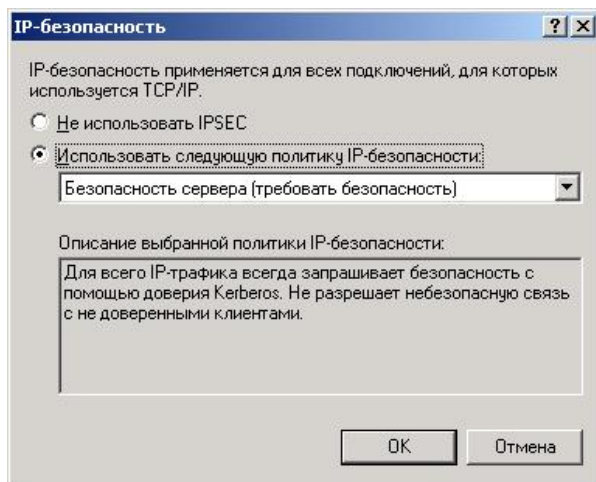 IP-безопасность
IP-безопасность применяется для всех подключений, для которых
используется TCP/IP.
Не использовать IPSEC
Использовать следующую политику IP-безопасности:
Безопасность сервера (требовать безопасность)
Описание выбранной политики IP-безопасности:
Для всего IP-трафика всегда запрашивает безопасность с
помощью доверия Kerberos. Не разрешает небезопасную связь
с не доверенными клиентами.
OK
Отмена